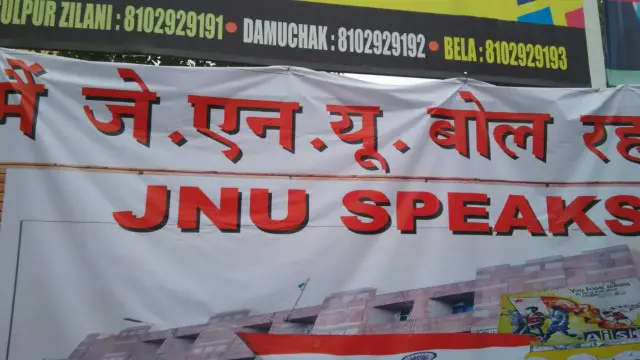 ULPUR ZILANI : 8102929191 • DAMUCHAK : 8102929192 • BELA : 8102929193
में जे.एन.यू. बोल रह
JNU SPEAKS